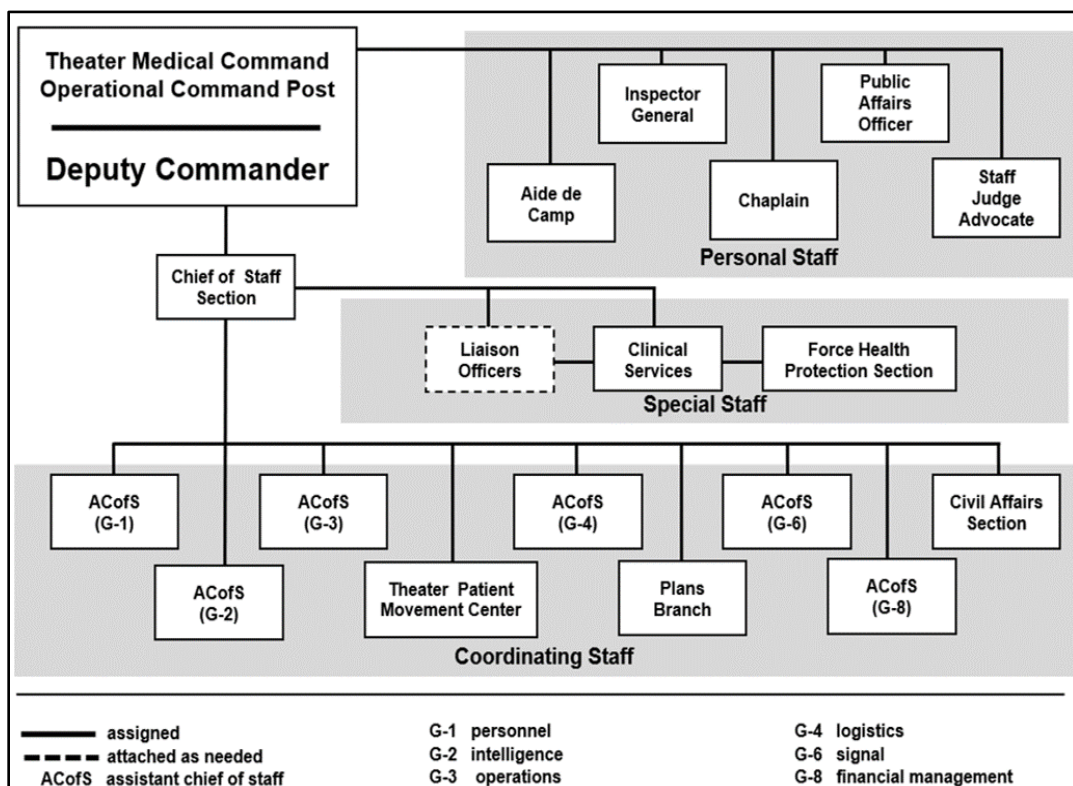 Theater Medical Command
Operational Command Post
Deputy Commander
Inspector
General
Public
Affairs
Officer
Aide de
Camp
Chaplain
Staff
Judge
Advocate
Personal Staff
Chief of Staff
Section
Liaison
Officers
Clinical
Services
Force Health
Protection Section
Special Staff
ACofS
(G-1)
ACofS
(G-3)
ACofS
(G-4)
ACofS
(G-6)
Civil Affairs
Section
ACofS
(G-2)
Theater Patient
Movement Center
Plans
Branch
ACofS
(G-8)
Coordinating Staff
assigned
attached as needed
ACofS assistant chief of staff
G-1 personnel
G-2 intelligence
G-3 operations
G-4 logistics
G-6 signal
G-8 financial management